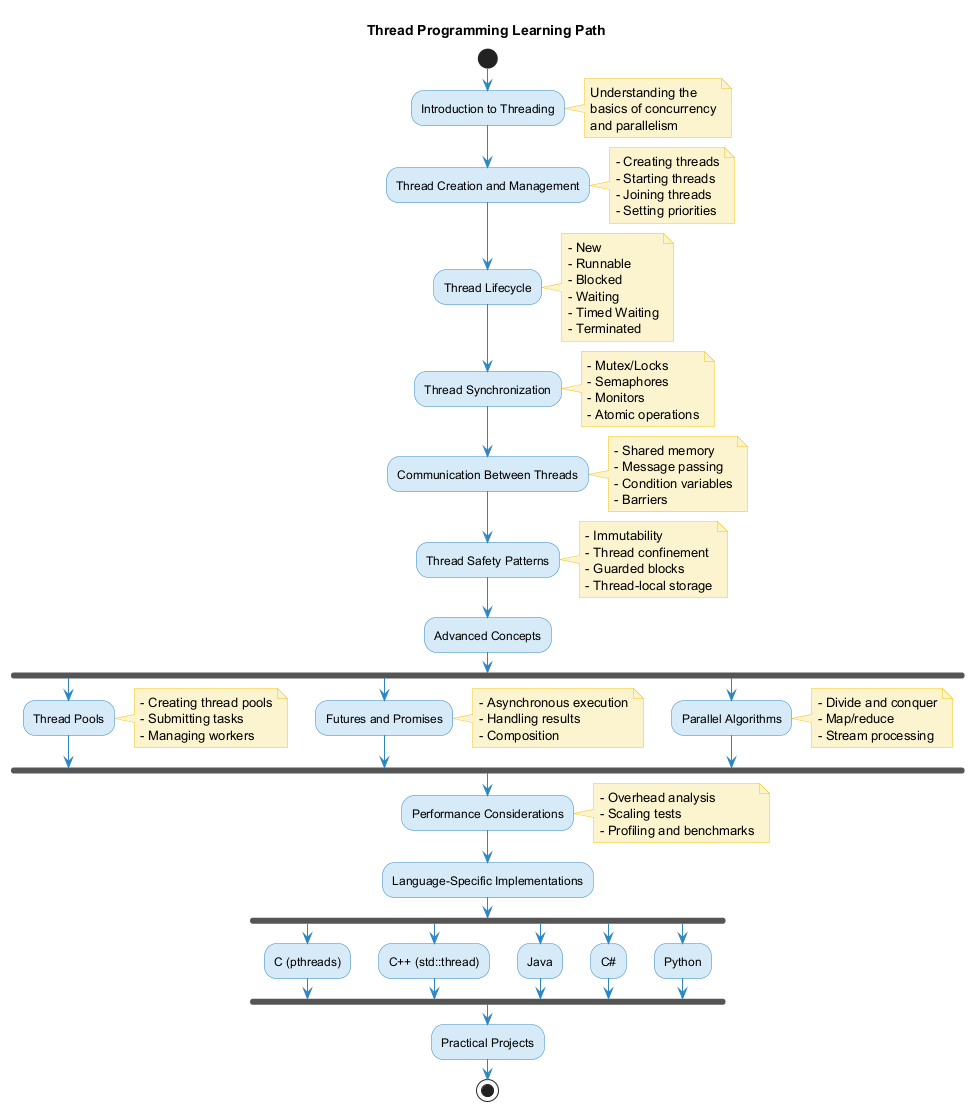 Thread Programming Learning Path
Introduction to Threading
Understanding the
basics of concurrency
and parallelism
Thread Creation and Management
- Creating threads
- Starting threads
- Joining threads
- Setting priorities
Thread Lifecycle
- New
- Runnable
- Blocked
- Waiting
- Timed Waiting
- Terminated
Thread Synchronization
- Mutex/Locks
- Semaphores
- Monitors
- Atomic operations
Communication Between Threads
- Shared memory
- Message passing
- Condition variables
- Barriers
Thread Safety Patterns
- Immutability
- Thread confinement
- Guarded blocks
- Thread-local storage
Advanced Concepts
Thread Pools
- Creating thread pools
- Submitting tasks
- Managing workers
Futures and Promises
- Asynchronous execution
- Handling results
- Composition
Parallel Algorithms
- Divide and conquer
- Map/reduce
- Stream processing
Performance Considerations
- Overhead analysis
- Scaling tests
- Profiling and benchmarks
Language-Specific Implementations
C (pthreads)
C++ (std::thread)
Java
C#
Python
Practical Projects